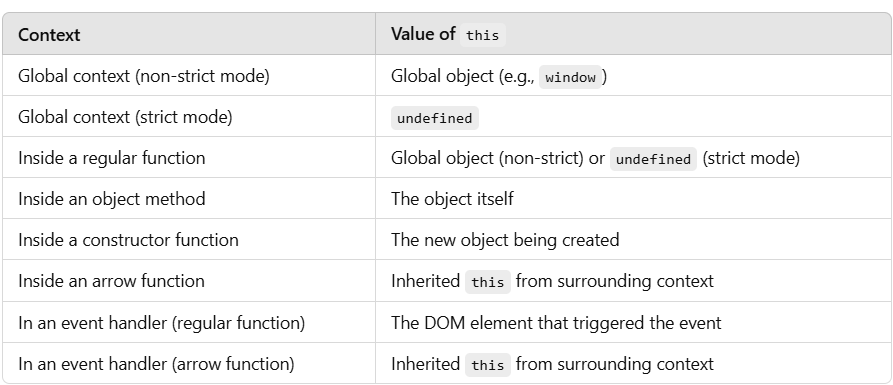 Context Value of this
Global context (non-strict mode) Global object (e.g., window)
Global context (strict mode) undefined
Inside a regular function Global object (non-strict) or undefined (strict mode)
Inside an object method The object itself
Inside a constructor function The new object being created
Inside an arrow function Inherited this from surrounding context
In an event handler (regular function) The DOM element that triggered the event
In an event handler (arrow function) Inherited this from surrounding context